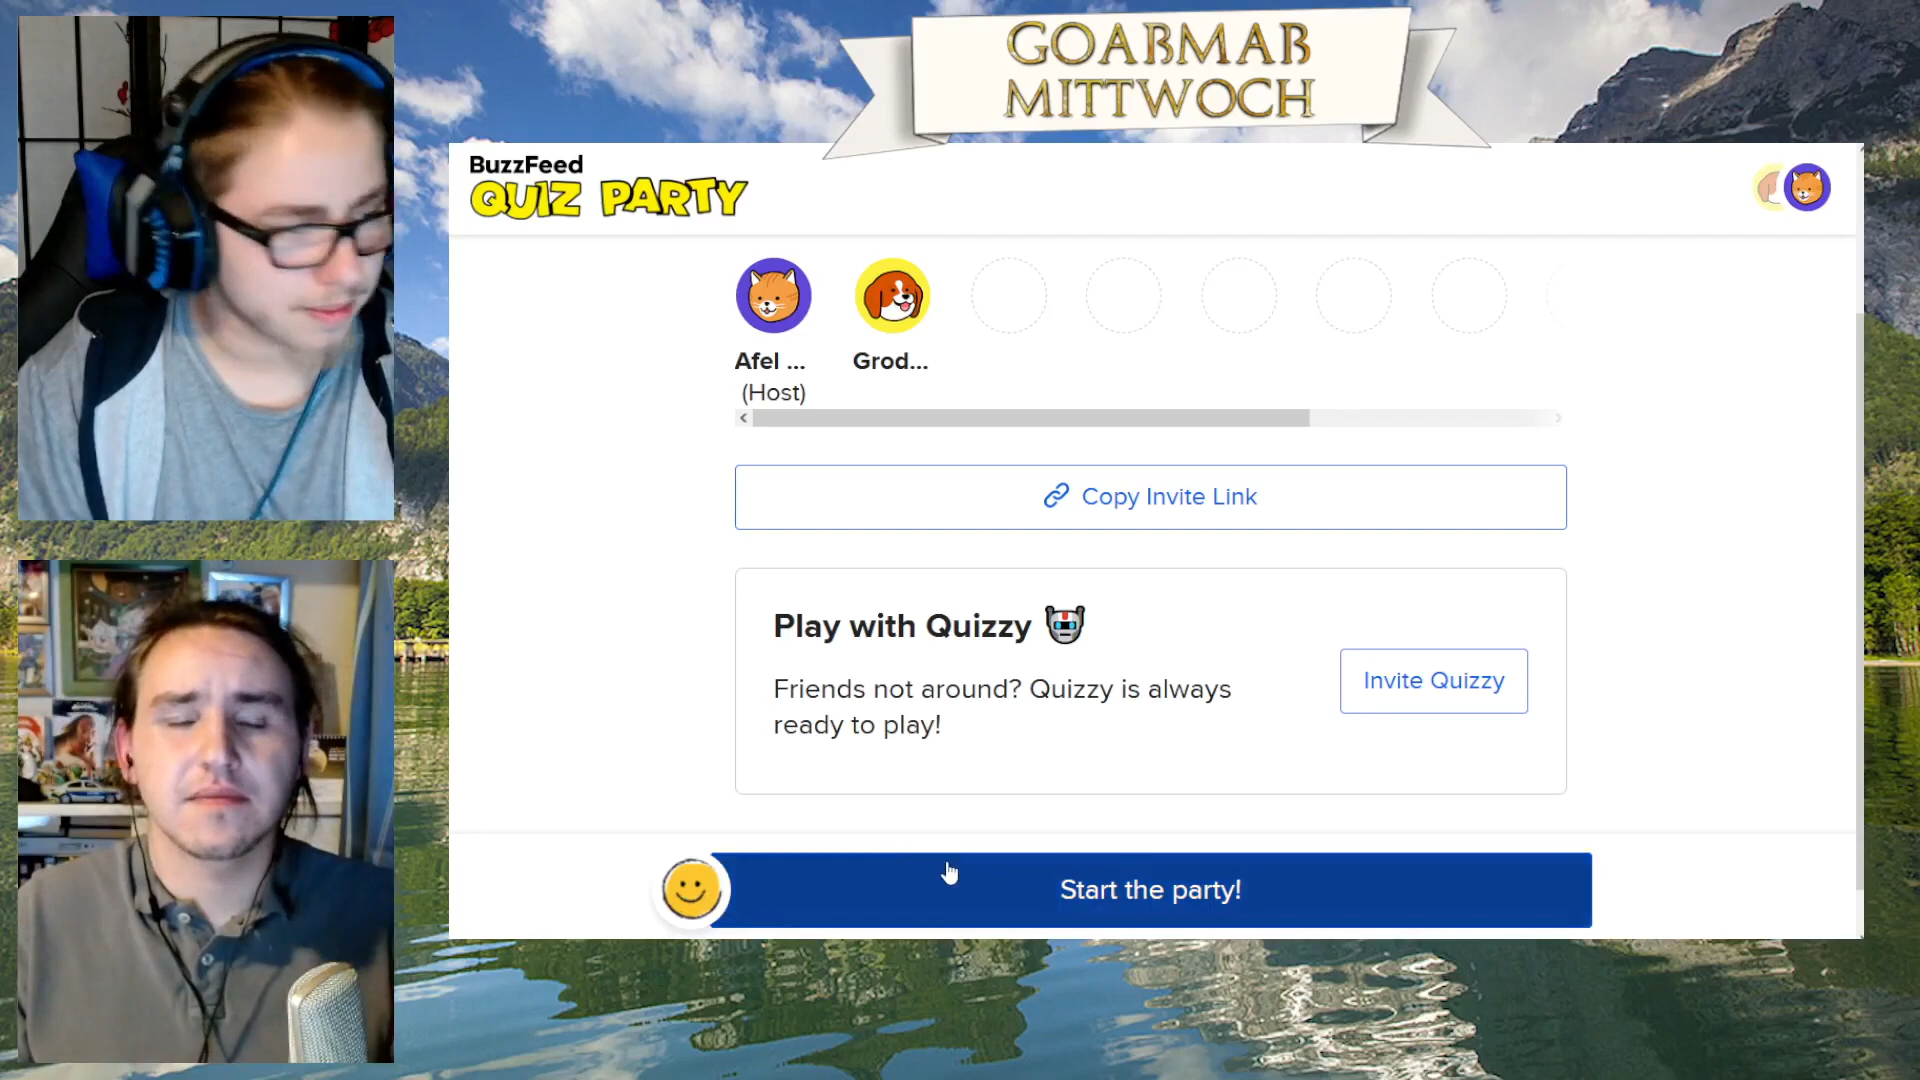 GOABMAB
MITTWOCH
BuzzFeed
QUIZ PARTY
Afel ...
(Host)
Grod...
Copy Invite Link
Play with Quizzy
Friends not around? Quizzy is always
ready to play!
Invite Quizzy
Start the party!